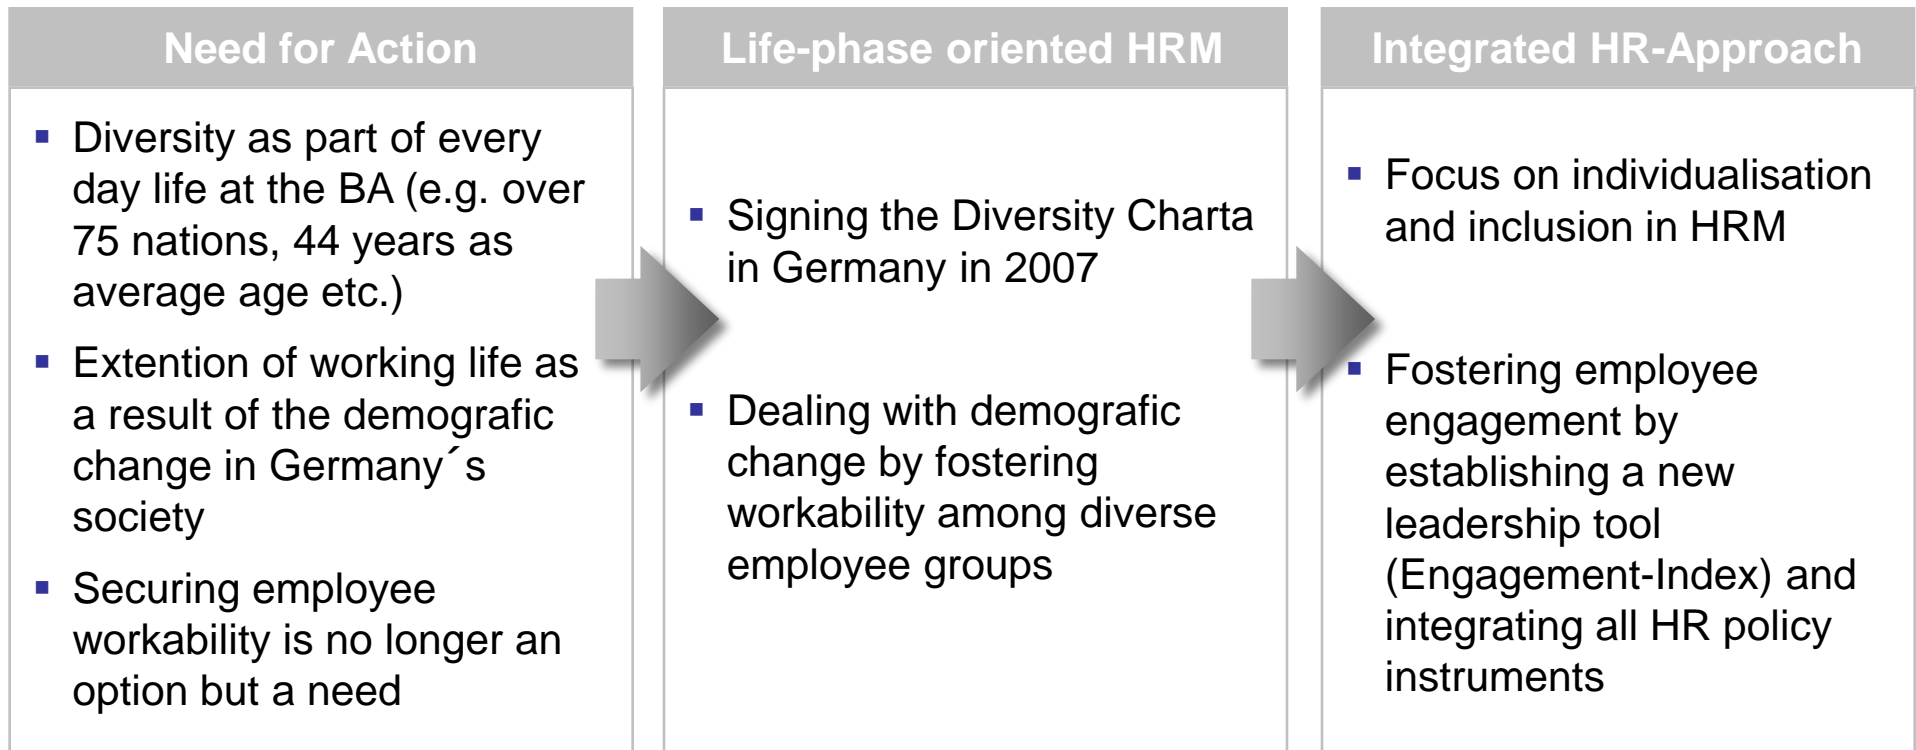 Need for Action
Diversity as part of every
day life at the BA (e.g. over
75 nations, 44 years as
average age etc.)
Extention of working life as
a result of the demografic
change in Germany´s
society
Securing employee
workability is no longer an
option but a need
Life-phase oriented HRM
Signing the Diversity Charta
in Germany in 2007
Dealing with demografic
change by fostering
workability among diverse
employee groups
Integrated HR-Approach
Focus on individualisation
and inclusion in HRM
Fostering employee
engagement by
establishing a new
leadership tool
(Engagement-Index) and
integrating all HR policy
instruments